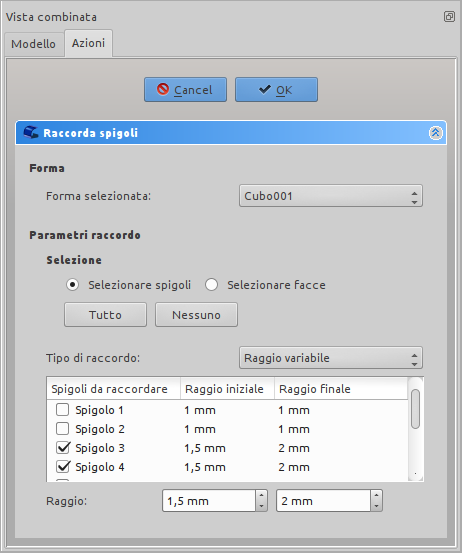 Vista combinata
Modello Azioni
Cancel OK
Raccorda spigoli
Forma
Forma selezionata: Cubo001
Parametri raccordo
Selezione
Selezionare spigoli Selezionare facce
Tutto Nessuno
Tipo di raccordo: Raggio variabile
Spigoli da raccordare Raggio iniziale Raggio finale
Spigolo 1 1 mm 1 mm
Spigolo 2 1 mm 1 mm
Spigolo 3 1,5 mm 2 mm
Spigolo 4 1,5 mm 2 mm
Raggio: 1,5 mm 2 mm